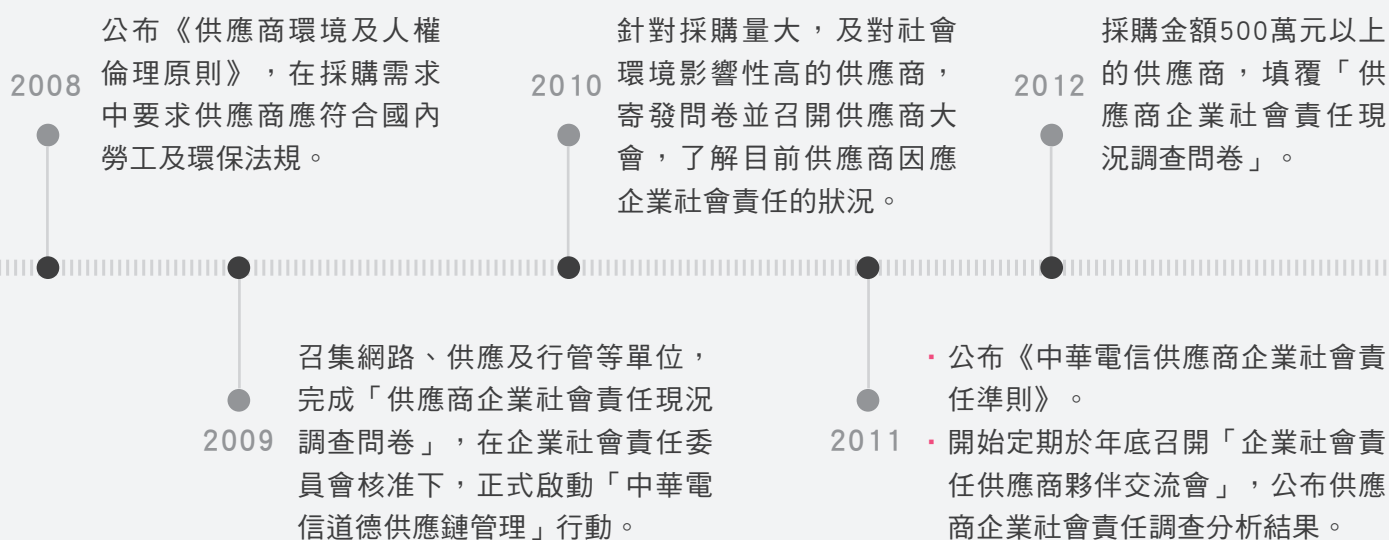 2008
公布《供應商環境及人權
倫理原則》，在採購需求
中要求供應商應符合國內
勞工及環保法規。
2009
召集網路、供應及行管等單位，
完成「供應商企業社會責任現況
調查問卷」，在企業社會責任委
員會核准下，正式啟動「中華電
信道德供應鏈管理」行動。
2010
針對採購量大，及對社會
環境影響性高的供應商，
寄發問卷並召開供應商大
會，了解目前供應商因應
企業社會責任的狀況。
2011
▪ 公布《中華電信供應商企業社會責
任準則》。
▪ 開始定期於年底召開「企業社會責
任供應商夥伴交流會」，公布供應
商企業社會責任調查分析結果。
2012
採購金額500萬元以上
的供應商，填覆「供
應商企業社會責任現
況調查問卷」。